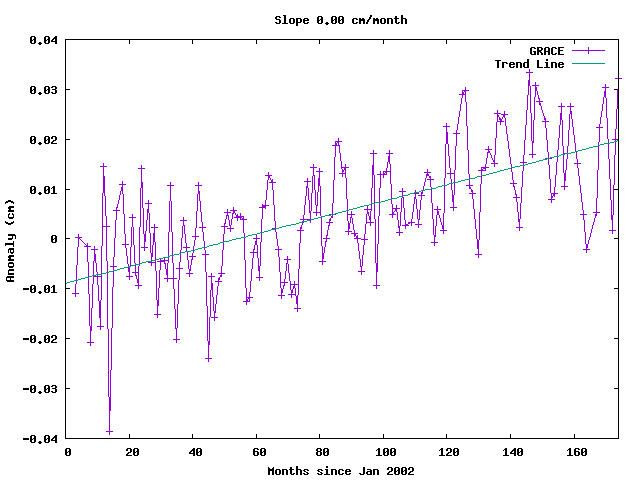 Slope 0.00 cm/month
0.04
0.03
0.02
0.01
0
-0.01
-0.02
-0.03
-0.04
Anomaly (cm)
GRACE
Trend Line
0 20 40 60 80 100 120 140 160
Months since Jan 2002